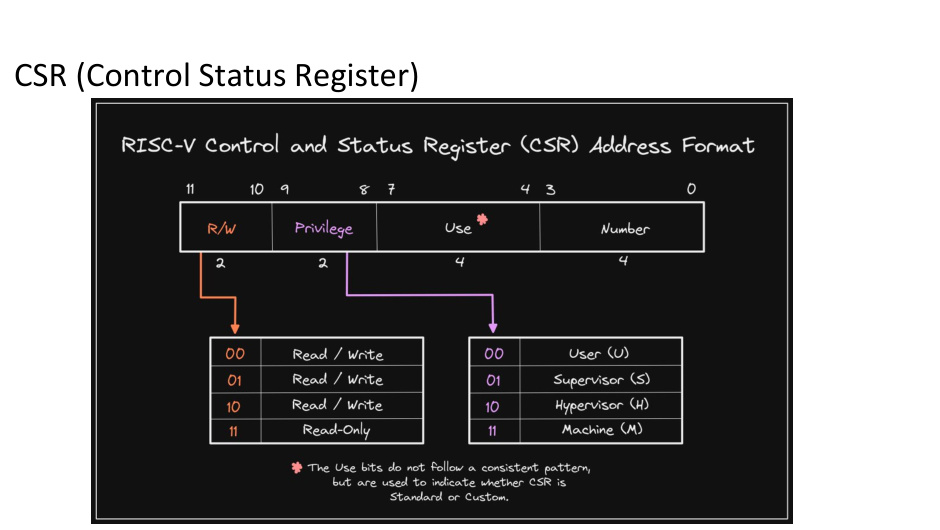 CSR (Control Status Register)
RISC-V Control and Status Register (CSR) Address Format
11 10 9 8 7 4 3 0
R/W Privilege Use* Number
2 2 4 4
00 Read / Write
01 Read / Write
10 Read / Write
11 Read-Only
00 User (U)
01 Supervisor (S)
10 Hypervisor (H)
11 Machine (M)
* The Use bits do not follow a consistent pattern,
but are used to indicate whether CSR is
Standard or Custom.